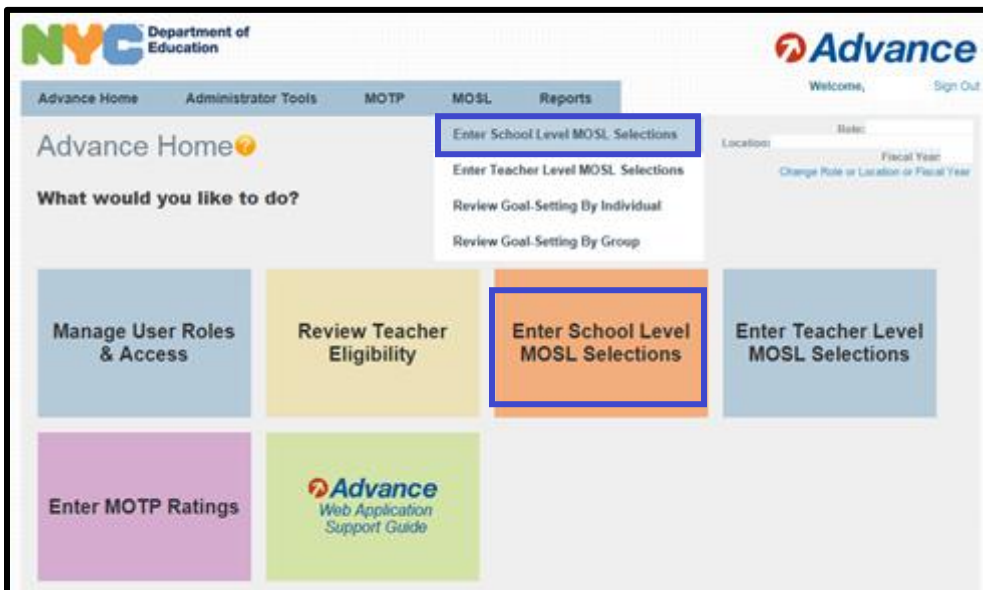 NYC Department of
Education
Advance
Welcome, Sign Out
Advance Home Administrator Tools MOTP MOSL Reports
Enter School Level MOSL Selections
Enter Teacher Level MOSL Selections
Review Goal-Setting By Individual
Review Goal-Setting By Group
Role:
Location:
Fiscal Year:
Change Role or Location or Fiscal Year
Advance Home?
What would you like to do?
Manage User Roles
& Access
Review Teacher
Eligibility
Enter School Level
MOSL Selections
Enter Teacher Level
MOSL Selections
Enter MOTP Ratings
Advance
Web Application
Support Guide